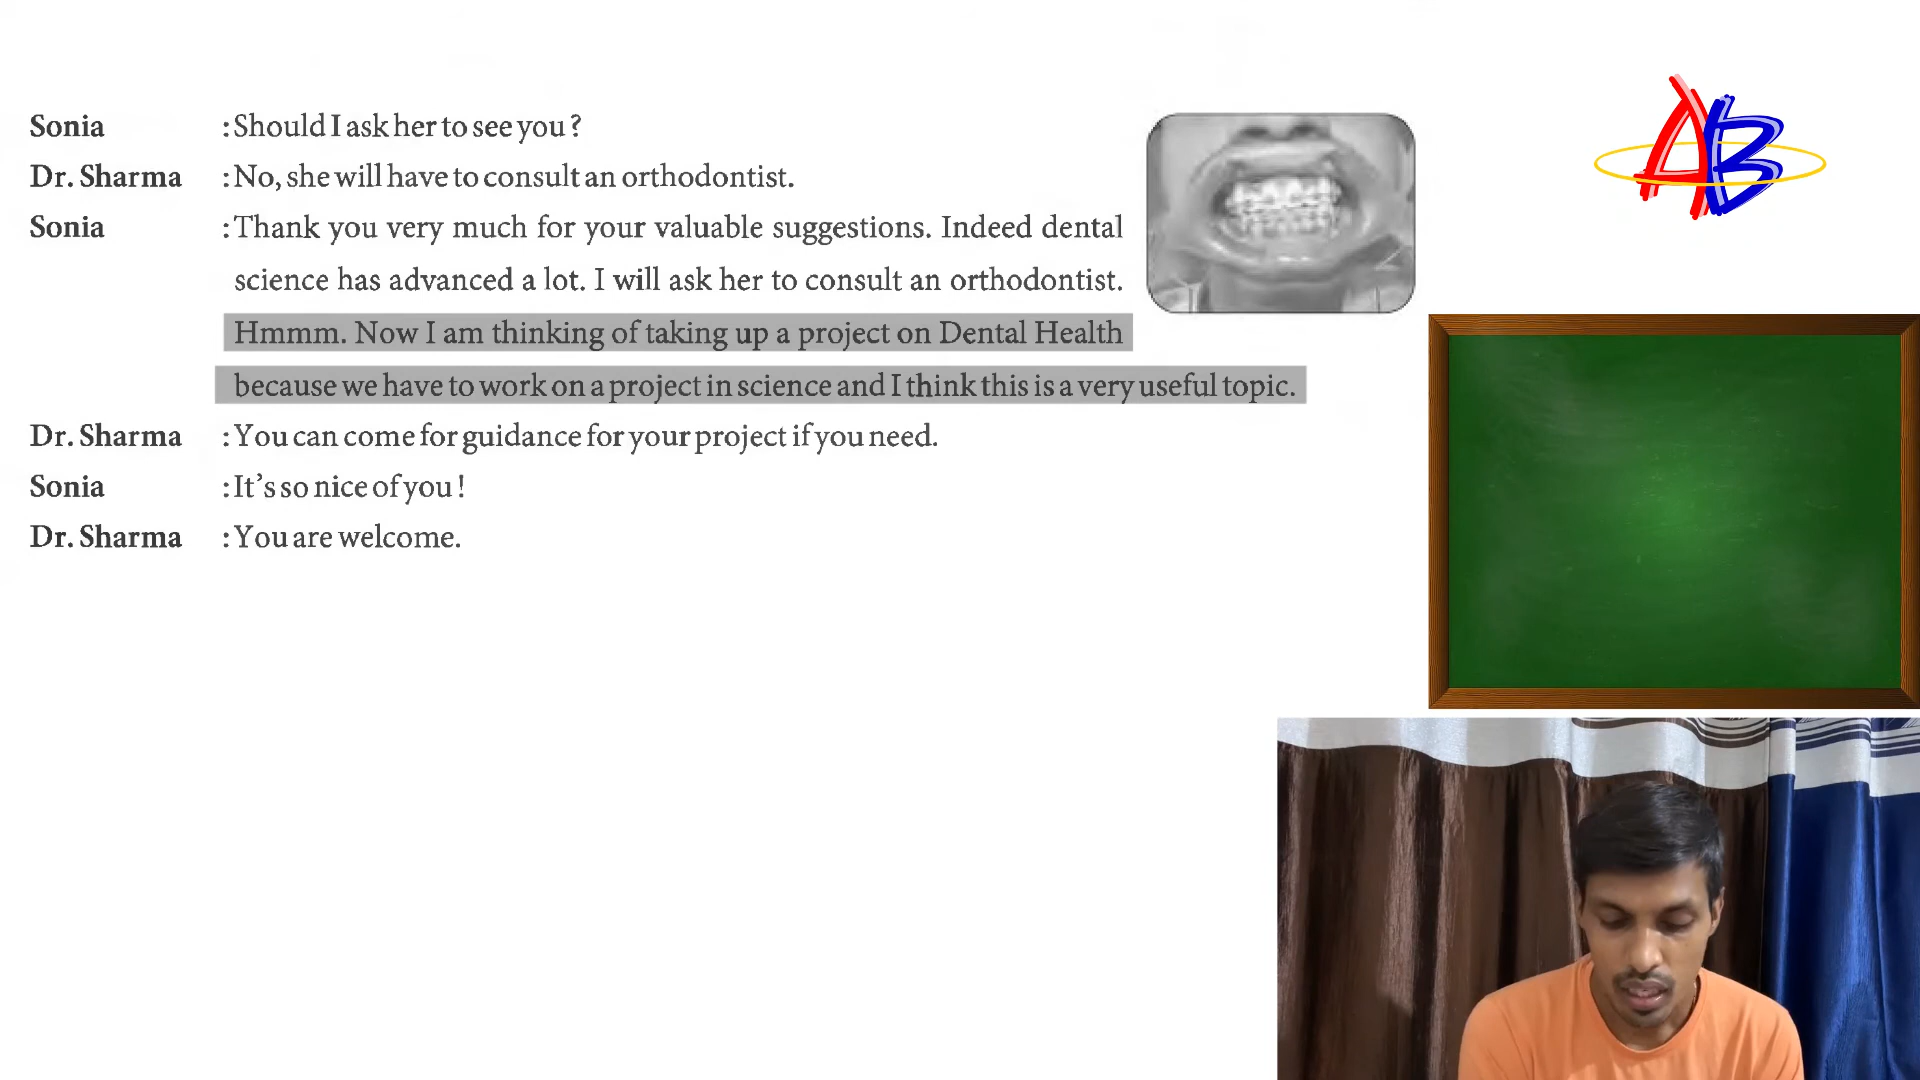 Sonia : Should I ask her to see you ?
Dr. Sharma : No, she will have to consult an orthodontist.
Sonia : Thank you very much for your valuable suggestions. Indeed dental
science has advanced a lot. I will ask her to consult an orthodontist.
Hmmm. Now I am thinking of taking up a project on Dental Health
because we have to work on a project in science and I think this is a very useful topic.
Dr. Sharma : You can come for guidance for your project if you need.
Sonia : It's so nice of you !
Dr. Sharma : You are welcome.
AB